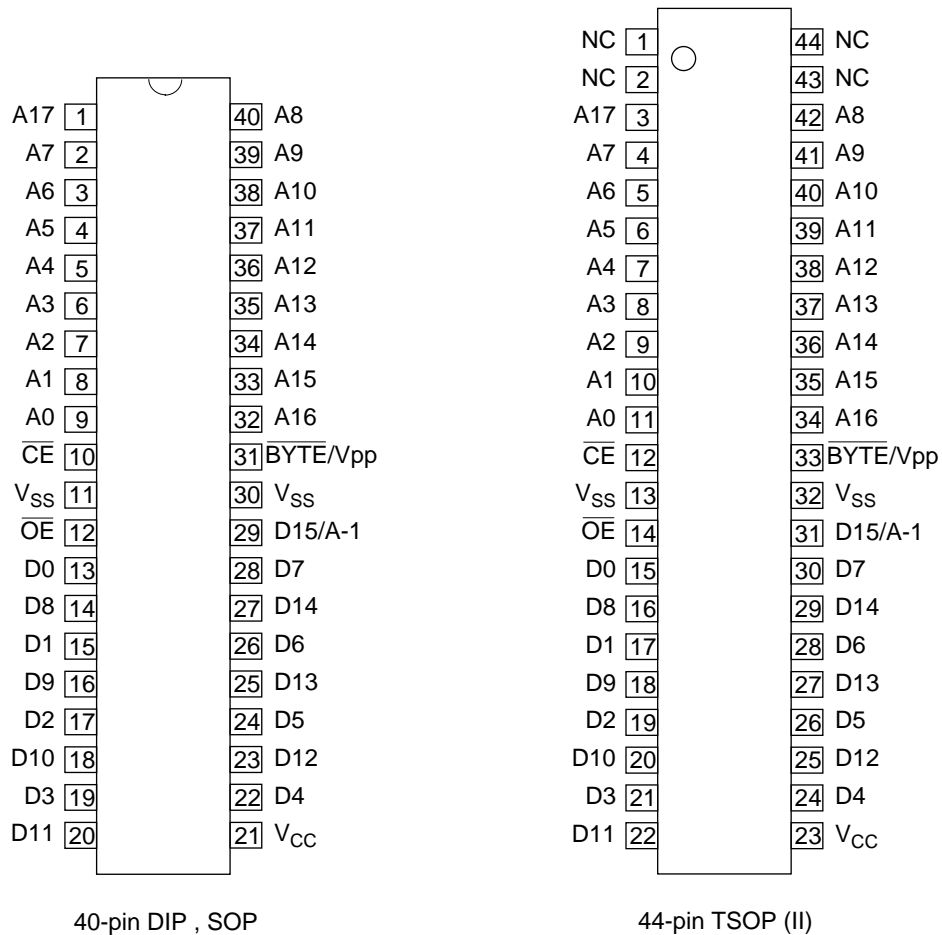 A17 1 40 A8
A7 2 39 A9
A6 3 38 A10
A5 4 37 A11
A4 5 36 A12
A3 6 35 A13
A2 7 34 A14
A1 8 33 A15
A0 9 32 A16
C̅E̅ 10 31 B̅Y̅T̅E̅/Vpp
VSS 11 30 VSS
O̅E̅ 12 29 D15/A-1
D0 13 28 D7
D8 14 27 D14
D1 15 26 D6
D9 16 25 D13
D2 17 24 D5
D10 18 23 D12
D3 19 22 D4
D11 20 21 VCC
40-pin DIP , SOP
NC 1 44 NC
NC 2 43 NC
A17 3 42 A8
A7 4 41 A9
A6 5 40 A10
A5 6 39 A11
A4 7 38 A12
A3 8 37 A13
A2 9 36 A14
A1 10 35 A15
A0 11 34 A16
C̅E̅ 12 33 B̅Y̅T̅E̅/Vpp
VSS 13 32 VSS
O̅E̅ 14 31 D15/A-1
D0 15 30 D7
D8 16 29 D14
D1 17 28 D6
D9 18 27 D13
D2 19 26 D5
D10 20 25 D12
D3 21 24 D4
D11 22 23 VCC
44-pin TSOP (II)